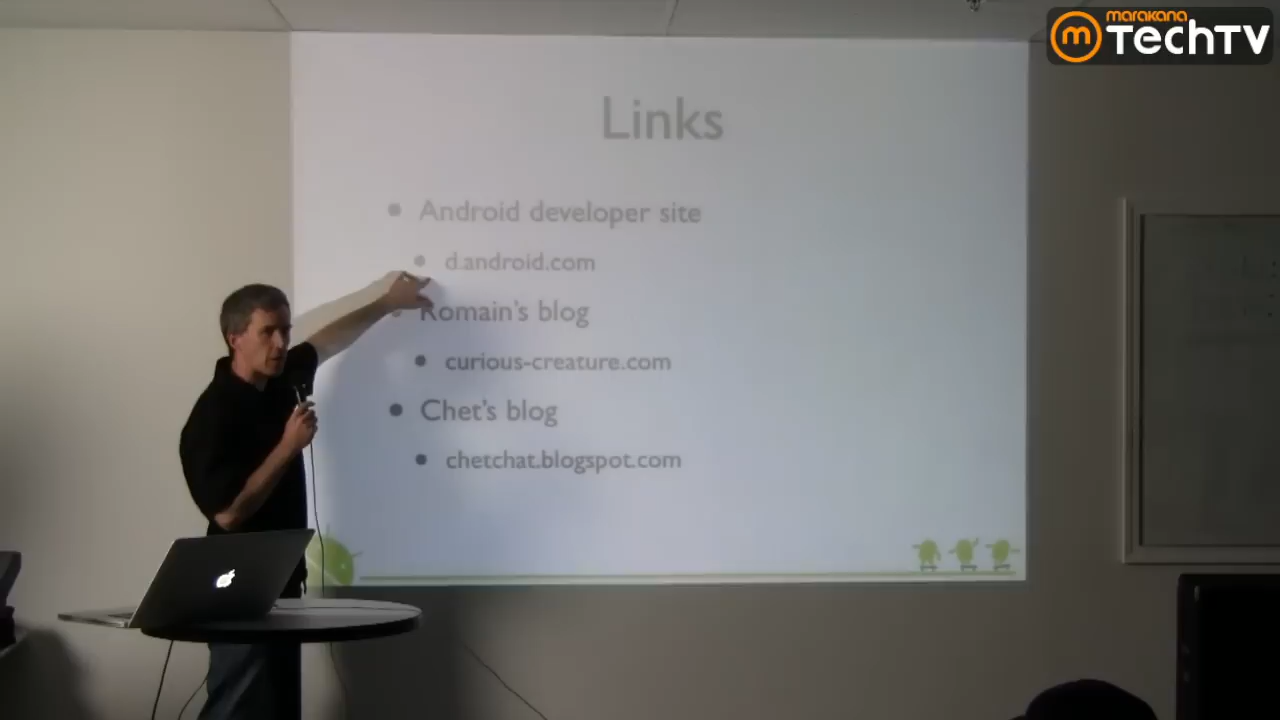 marakana
TechTV
Links
Android developer site
d.android.com
Romain's blog
curious-creature.com
Chet's blog
chetchat.blogspot.com